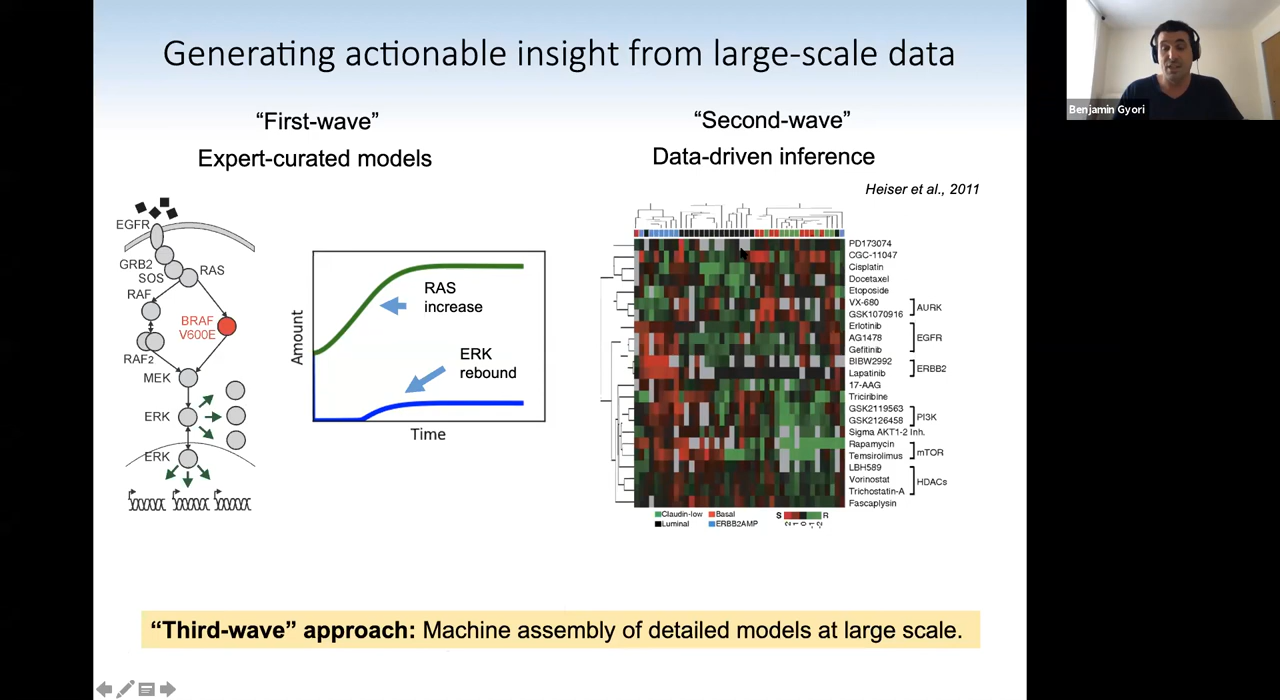 Generating actionable insight from large-scale data
Benjamin Gyori
“First-wave”
Expert-curated models
“Second-wave”
Data-driven inference
Heiser et al., 2011
EGFR
GRB2
SOS
RAS
RAF
BRAF
V600E
RAF2
MEK
ERK
ERK
Amount
RAS
increase
ERK
rebound
Time
PD173074
CGC-11047
Cisplatin
Docetaxel
Etoposide
VX-680
GSK1070916
AURK
Erlotinib
AG1478
Gefitinib
EGFR
BIBW2992
Lapatinib
ERBB2
17-AAG
Triciribine
GSK2119563
GSK2126458
PI3K
Sigma AKT1-2 Inh.
Rapamycin
Temsirolimus
mTOR
LBH589
Vorinostat
Trichostatin-A
HDACs
Fascaplysin
Claudin-low
Basal
Luminal
ERBB2AMP
S
R
“Third-wave” approach: Machine assembly of detailed models at large scale.